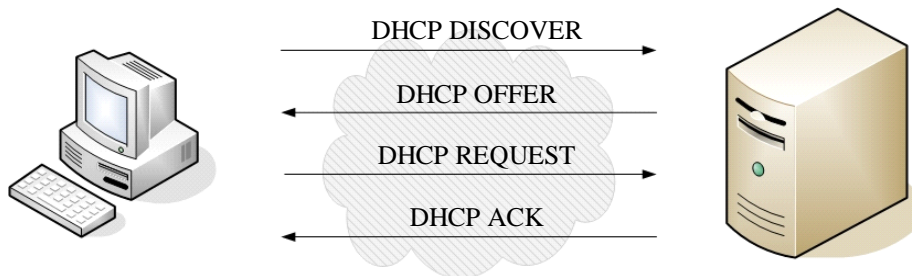 DHCP DISCOVER
DHCP OFFER
DHCP REQUEST
DHCP ACK